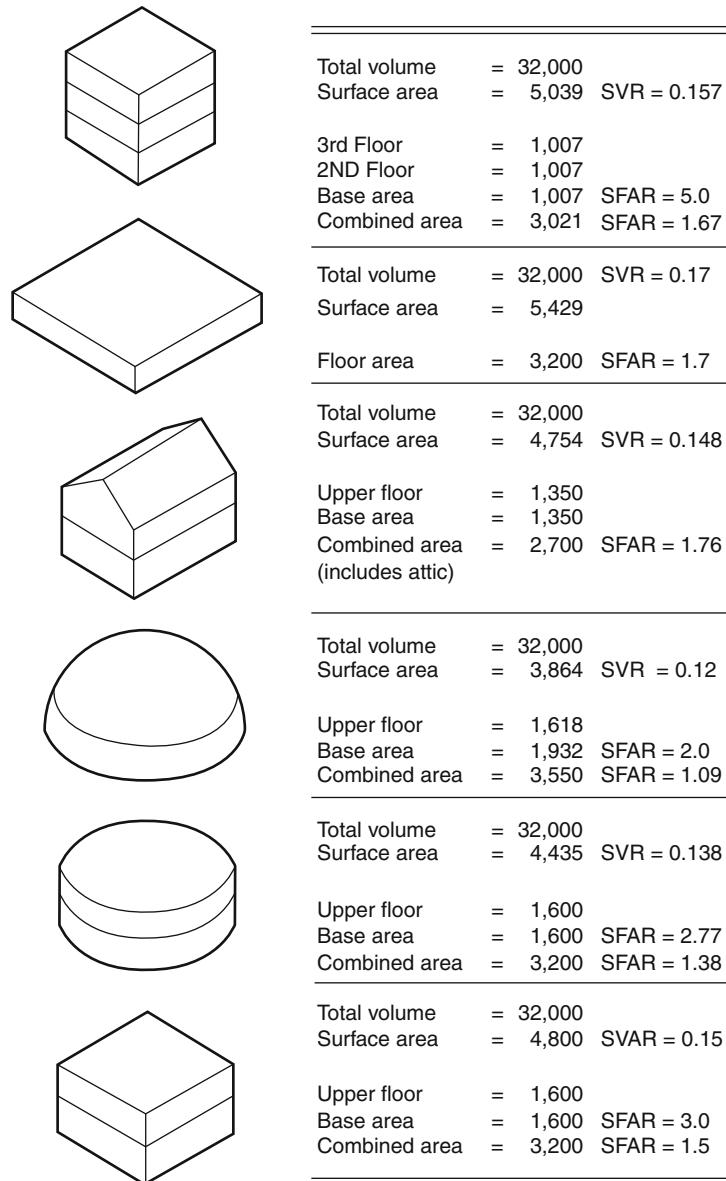 Total volume = 32,000
Surface area = 5,039 SVR = 0.157
3rd Floor = 1,007
2ND Floor = 1,007
Base area = 1,007 SFAR = 5.0
Combined area = 3,021 SFAR = 1.67
Total volume = 32,000 SVR = 0.17
Surface area = 5,429
Floor area = 3,200 SFAR = 1.7
Total volume = 32,000
Surface area = 4,754 SVR = 0.148
Upper floor = 1,350
Base area = 1,350
Combined area = 2,700 SFAR = 1.76
(includes attic)
Total volume = 32,000
Surface area = 3,864 SVR = 0.12
Upper floor = 1,618
Base area = 1,932 SFAR = 2.0
Combined area = 3,550 SFAR = 1.09
Total volume = 32,000
Surface area = 4,435 SVR = 0.138
Upper floor = 1,600
Base area = 1,600 SFAR = 2.77
Combined area = 3,200 SFAR = 1.38
Total volume = 32,000
Surface area = 4,800 SVAR = 0.15
Upper floor = 1,600
Base area = 1,600 SFAR = 3.0
Combined area = 3,200 SFAR = 1.5